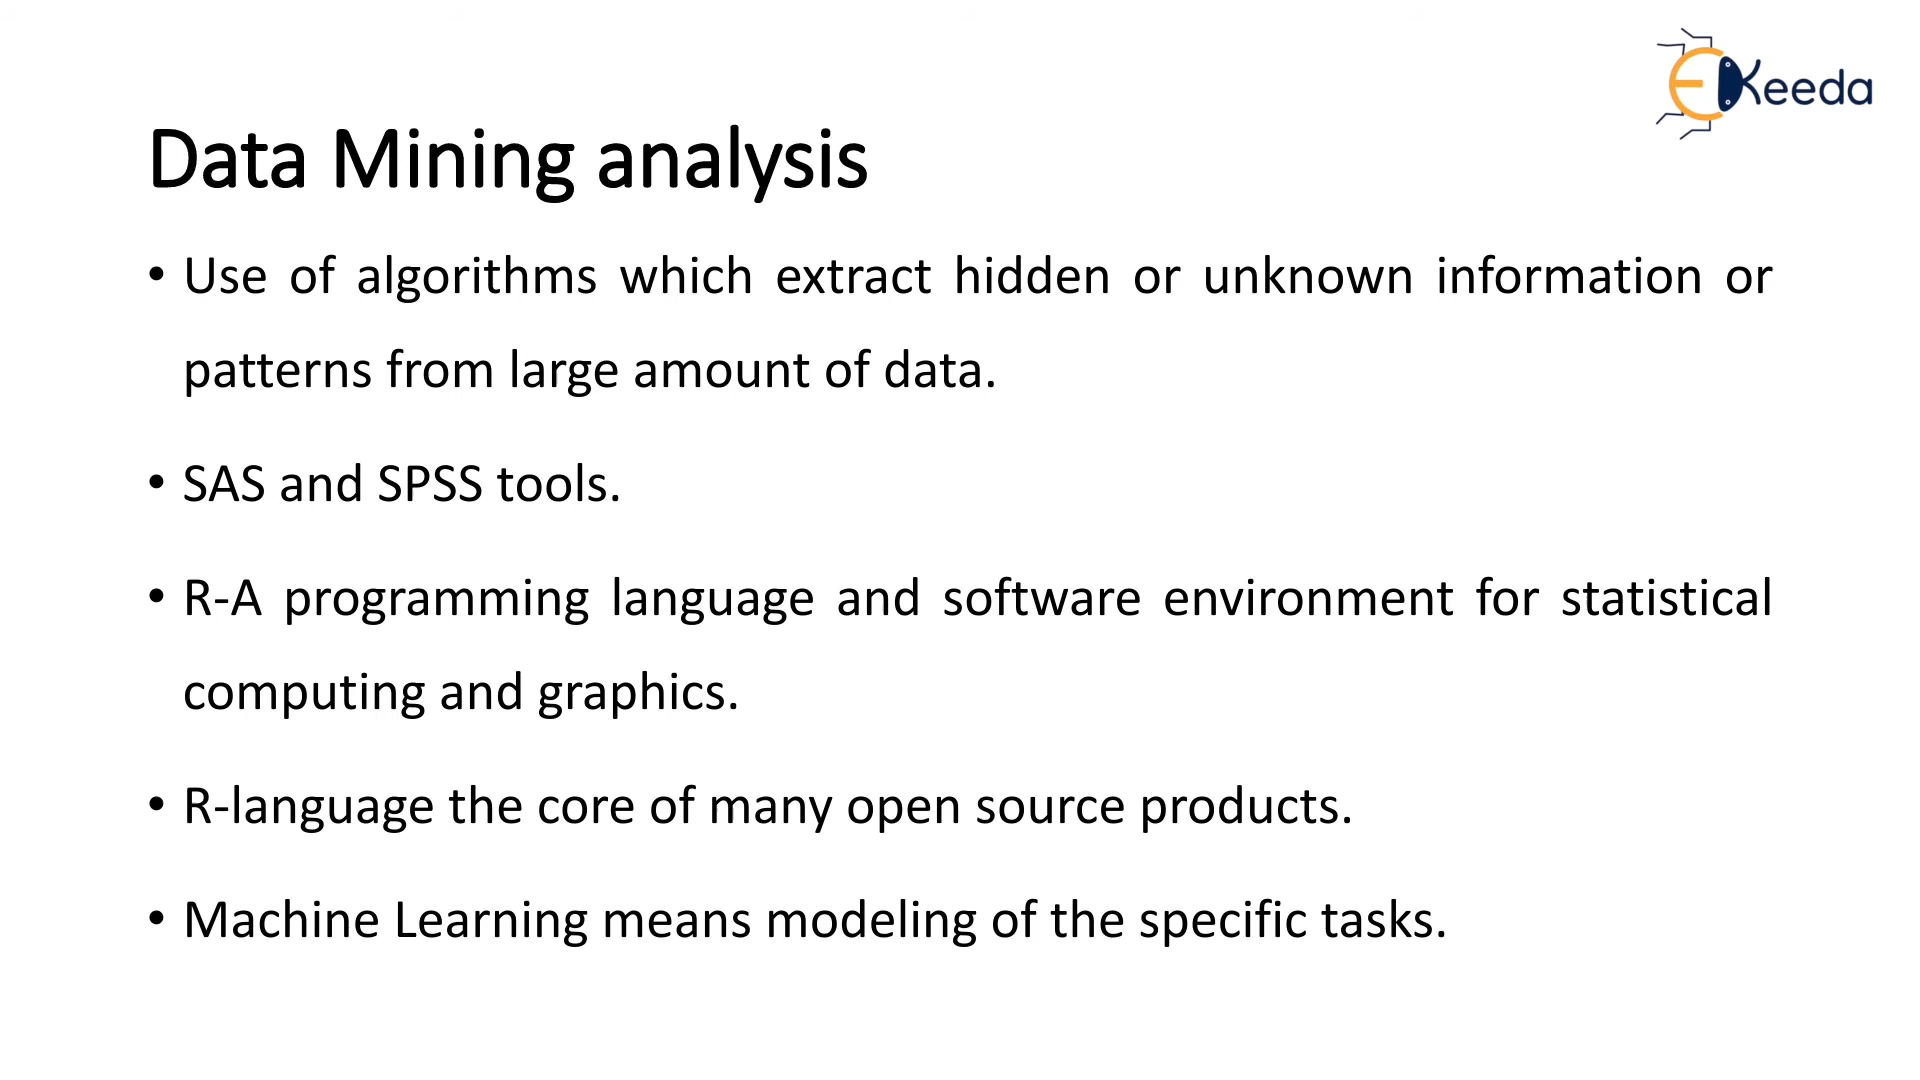 EKeeda
Data Mining analysis
• Use of algorithms which extract hidden or unknown information or
patterns from large amount of data.
• SAS and SPSS tools.
• R-A programming language and software environment for statistical
computing and graphics.
• R-language the core of many open source products.
• Machine Learning means modeling of the specific tasks.